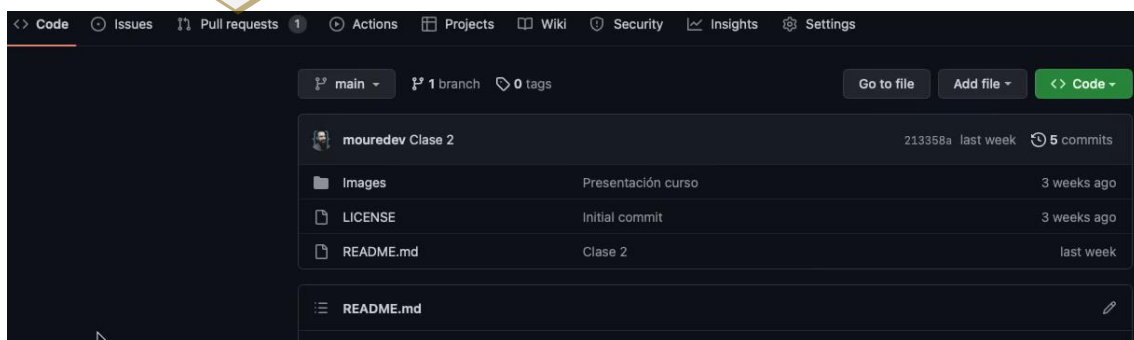 <> Code Issues Pull requests 1 Actions Projects Wiki Security Insights Settings
main 1 branch 0 tags Go to file Add file <> Code
mouredev Clase 2 213358a last week 5 commits
Images Presentación curso 3 weeks ago
LICENSE Initial commit 3 weeks ago
README.md Clase 2 last week
README.md